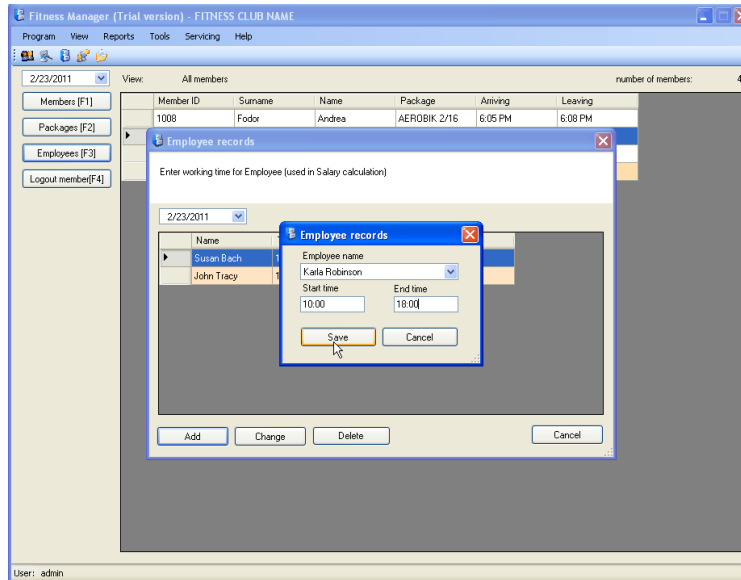 Fitness Manager (Trial version) - FITNESS CLUB NAME
Program View Reports Tools Servicing Help
2/23/2011 View: All members number of members: 4
Members [F1]
Packages [F2]
Employees [F3]
Logout member[F4]
Member ID Surname Name Package Arriving Leaving
1008 Fodor Andrea AEROBIK 2/16 6:05 PM 6:08 PM
Employee records
Enter working time for Employee (used in Salary calculation)
2/23/2011
Name
Susan Bach
John Tracy
Employee records
Employee name
Karla Robinson
Start time End time
10:00 18:00
Save Cancel
Add Change Delete Cancel
User: admin